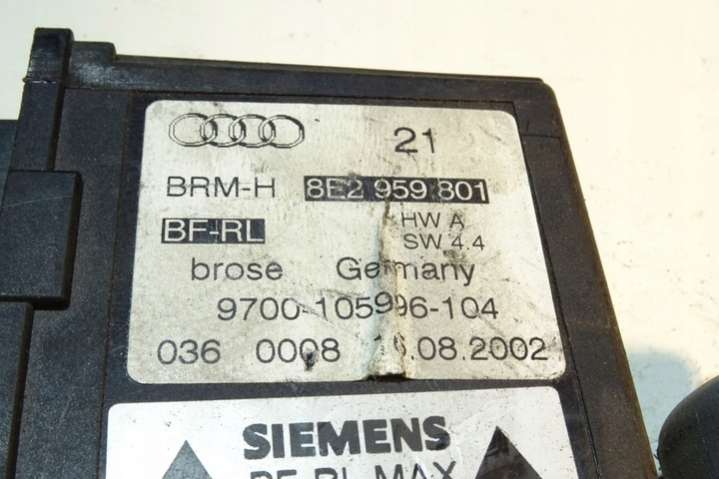 21
BRM-H 8E2 959 801
BF-RL HW A
SW 4.4
brose Germany
9700-105996-104
036 0008 .08.2002
SIEMENS